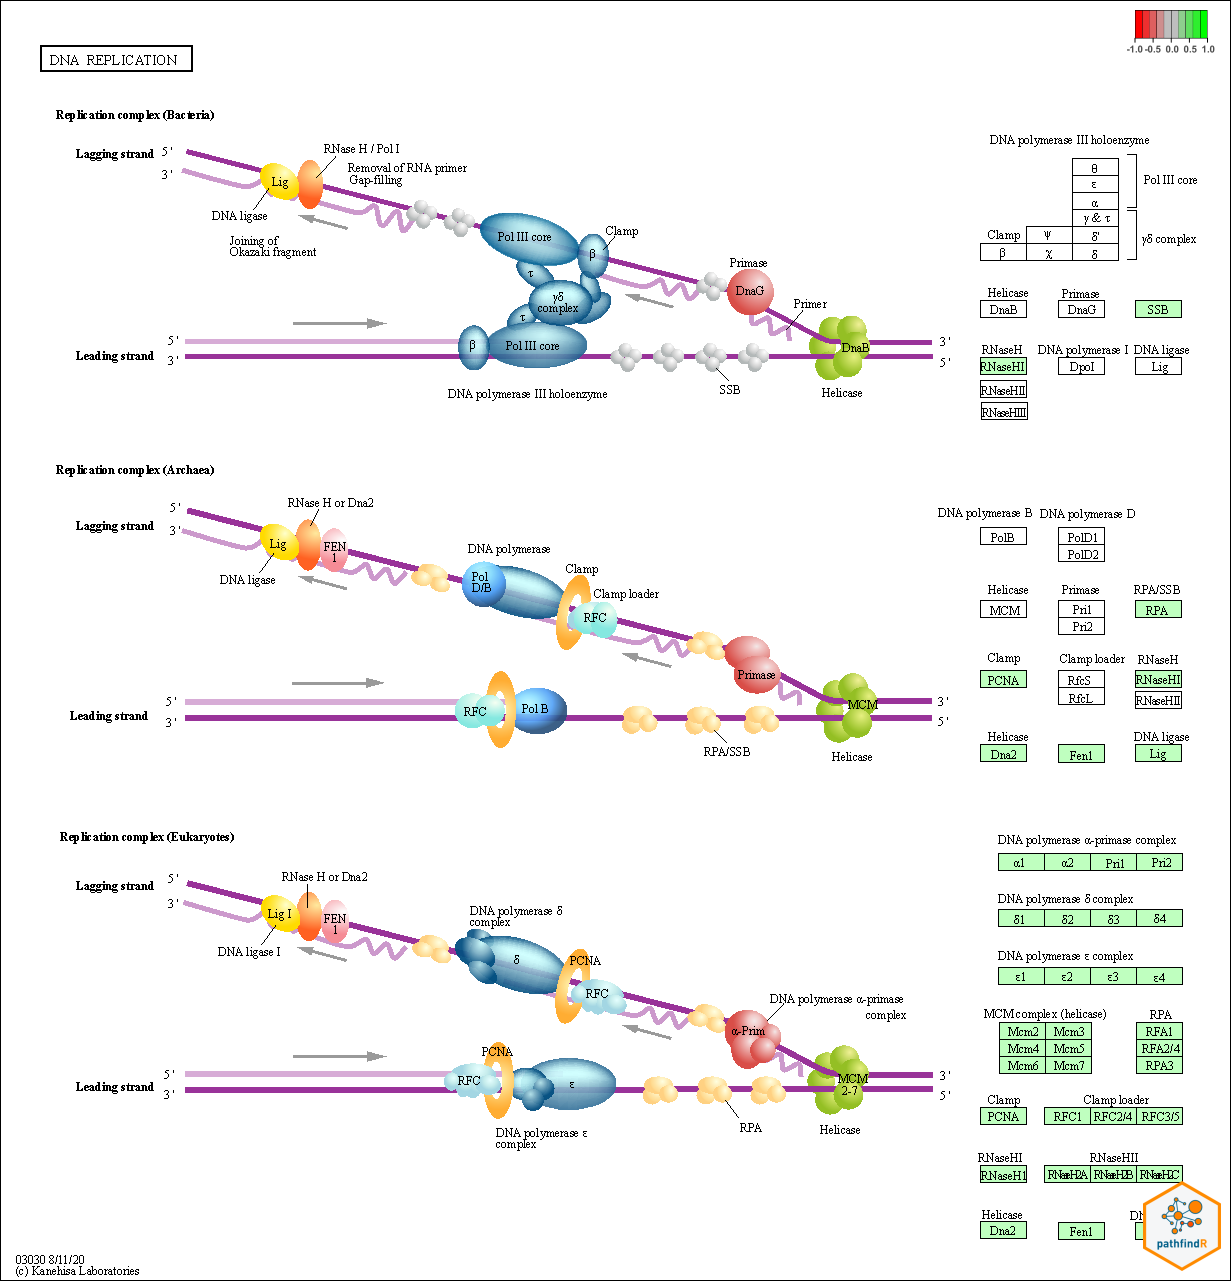 -1.0 -0.5 0.0 0.5 1.0
DNA REPLICATION
Replication complex (Bacteria)
Lagging strand
5'
3'
RNase H / Pol I
Removal of RNA primer
Gap-filling
Lig
DNA ligase
Joining of
Okazaki fragment
Pol III core
Clamp
β
τ
γδ
complex
τ
Primase
DnaG
Primer
DnaB
5'
Leading strand
3'
β
Pol III core
3'
5'
SSB
Helicase
DNA polymerase III holoenzyme
DNA polymerase III holoenzyme
θ
ε
α
Pol III core
γ & τ
Clamp
ψ
δ'
γδ complex
β
χ
δ
Helicase
Primase
DnaB
DnaG
SSB
RNaseH
DNA polymerase I
DNA ligase
RNaseHI
DpoI
Lig
RNaseHII
RNaseHIII
Replication complex (Archaea)
Lagging strand
5'
3'
RNase H or Dna2
Lig
FEN
1
DNA ligase
DNA polymerase
Pol
D/B
Clamp
Clamp loader
RFC
Primase
MCM
5'
Leading strand
3'
RFC
Pol B
3'
5'
RPA/SSB
Helicase
DNA polymerase B
DNA polymerase D
PolB
PolD1
PolD2
Helicase
Primase
RPA/SSB
MCM
Pri1
RPA
Pri2
Clamp
Clamp loader
RNaseH
PCNA
RfcS
RNaseHI
RfcL
RNaseHII
Helicase
DNA ligase
Dna2
Fen1
Lig
Replication complex (Eukaryotes)
Lagging strand
5'
3'
RNase H or Dna2
Lig I
FEN
1
DNA ligase I
DNA polymerase δ
complex
δ
PCNA
RFC
DNA polymerase α-primase
complex
α-Prim
MCM
2-7
Leading strand
5'
3'
RFC
PCNA
ε
3'
5'
DNA polymerase ε
complex
RPA
Helicase
DNA polymerase α-primase complex
α1
α2
Pri1
Pri2
DNA polymerase δ complex
δ1
δ2
δ3
δ4
DNA polymerase ε complex
ε1
ε2
ε3
ε4
MCM complex (helicase)
RPA
Mcm2
Mcm3
RFA1
Mcm4
Mcm5
RFA2/4
Mcm6
Mcm7
RPA3
Clamp
Clamp loader
PCNA
RFC1
RFC2/4
RFC3/5
RNaseHI
RNaseHII
RNaseH1
RNaseH2A
RNaseH2B
RNaseH2C
Helicase
Dna2
Fen1
pathfindR
03030 8/11/20
(c) Kanehisa Laboratories